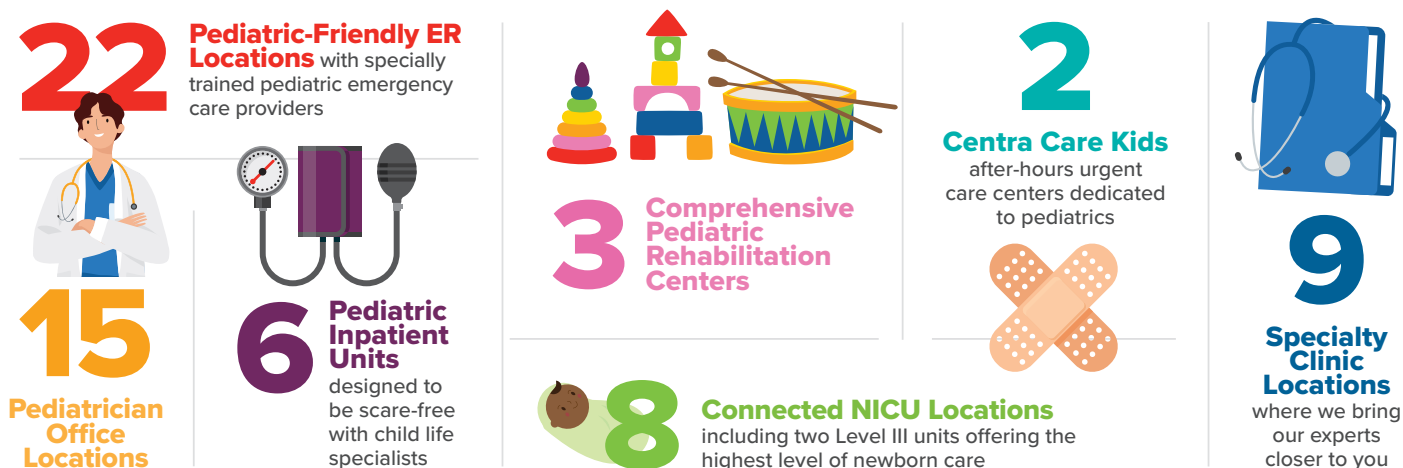 22
Pediatric-Friendly ER
Locations with specially
trained pediatric emergency
care providers
15
Pediatrician
Office
Locations
6
Pediatric
Inpatient
Units
designed to
be scare-free
with child life
specialists
3
Comprehensive
Pediatric
Rehabilitation
Centers
2
Centra Care Kids
after-hours urgent
care centers dedicated
to pediatrics
8
Connected NICU Locations
including two Level III units offering the
highest level of newborn care
9
Specialty
Clinic
Locations
where we bring
our experts
closer to you